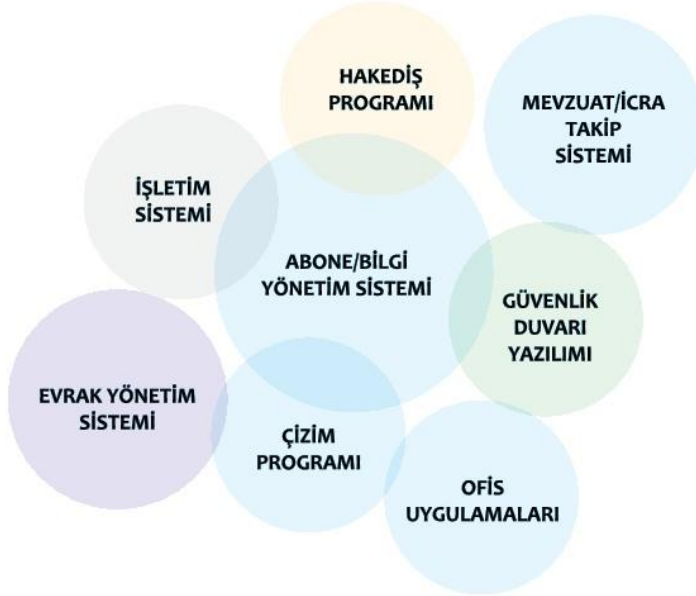 HAKEDİŞ
PROGRAMI
MEVZUAT/İCRA
TAKİP
SİSTEMİ
İŞLETİM
SİSTEMİ
ABONE/BİLGİ
YÖNETİM SİSTEMİ
GÜVENLİK
DUVARI
YAZILIMI
EVRAK YÖNETİM
SİSTEMİ
ÇİZİM
PROGRAMI
OFİS
UYGULAMALARI